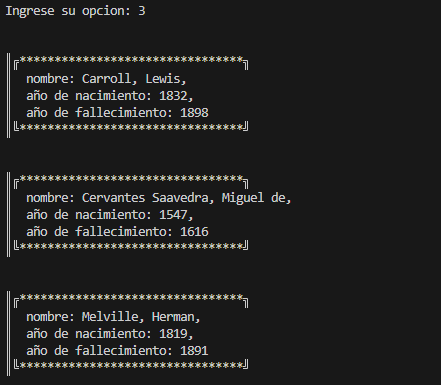 Ingrese su opcion: 3
║╔********************************╗
║ nombre: Carroll, Lewis,
║ año de nacimiento: 1832,
║ año de fallecimiento: 1898
║╚********************************╝
║╔********************************╗
║ nombre: Cervantes Saavedra, Miguel de,
║ año de nacimiento: 1547,
║ año de fallecimiento: 1616
║╚********************************╝
║╔********************************╗
║ nombre: Melville, Herman,
║ año de nacimiento: 1819,
║ año de fallecimiento: 1891
║╚********************************╝